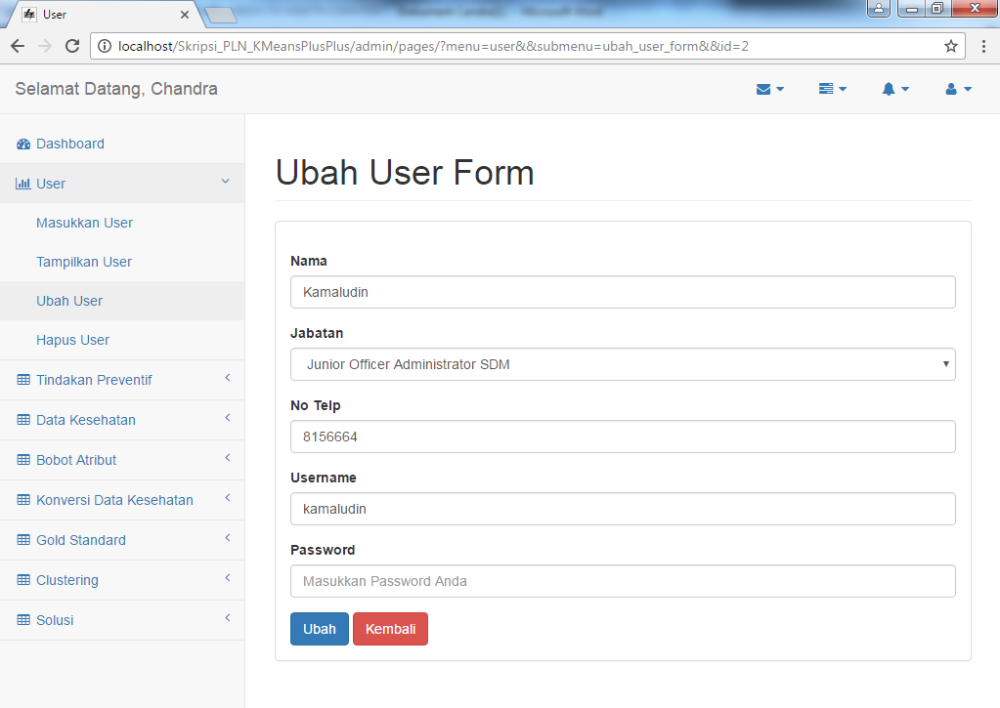 User
localhost/Skripsi_PLN_KMeansPlusPlus/admin/pages/?menu=user&&submenu=ubah_user_form&&id=2
Selamat Datang, Chandra
Dashboard
User
Masukkan User
Tampilkan User
Ubah User
Hapus User
Tindakan Preventif
Data Kesehatan
Bobot Atribut
Konversi Data Kesehatan
Gold Standard
Clustering
Solusi
Ubah User Form
Nama
Kamaludin
Jabatan
Junior Officer Administrator SDM
No Telp
8156664
Username
kamaludin
Password
Masukkan Password Anda
Ubah Kembali